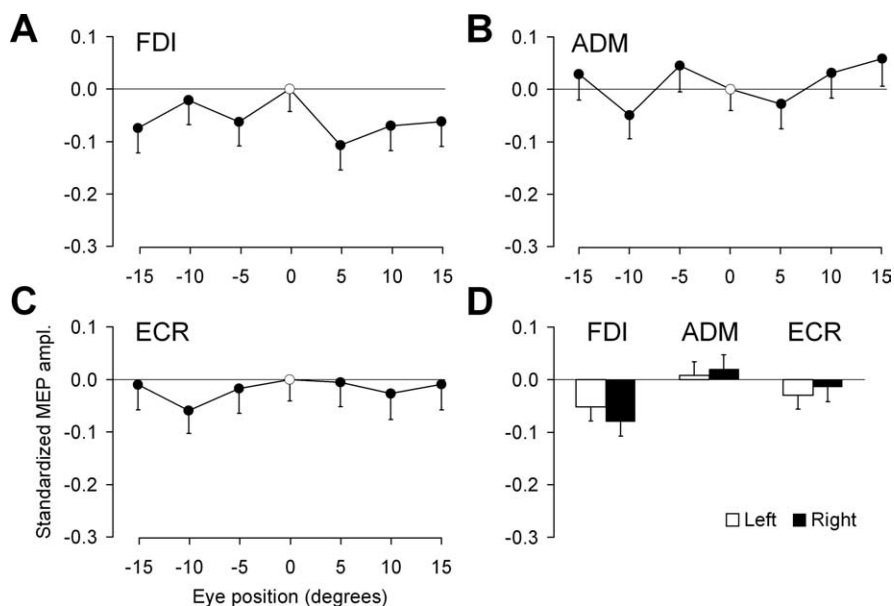 A
FDI
0.1
0.0
-0.1
-0.2
-0.3
-15 -10 -5 0 5 10 15
B
ADM
0.1
0.0
-0.1
-0.2
-0.3
-15 -10 -5 0 5 10 15
C
ECR
0.1
0.0
-0.1
-0.2
-0.3
-15 -10 -5 0 5 10 15
Standardized MEP ampl.
Eye position (degrees)
D
FDI ADM ECR
0.1
0.0
-0.1
-0.2
-0.3
Left Right